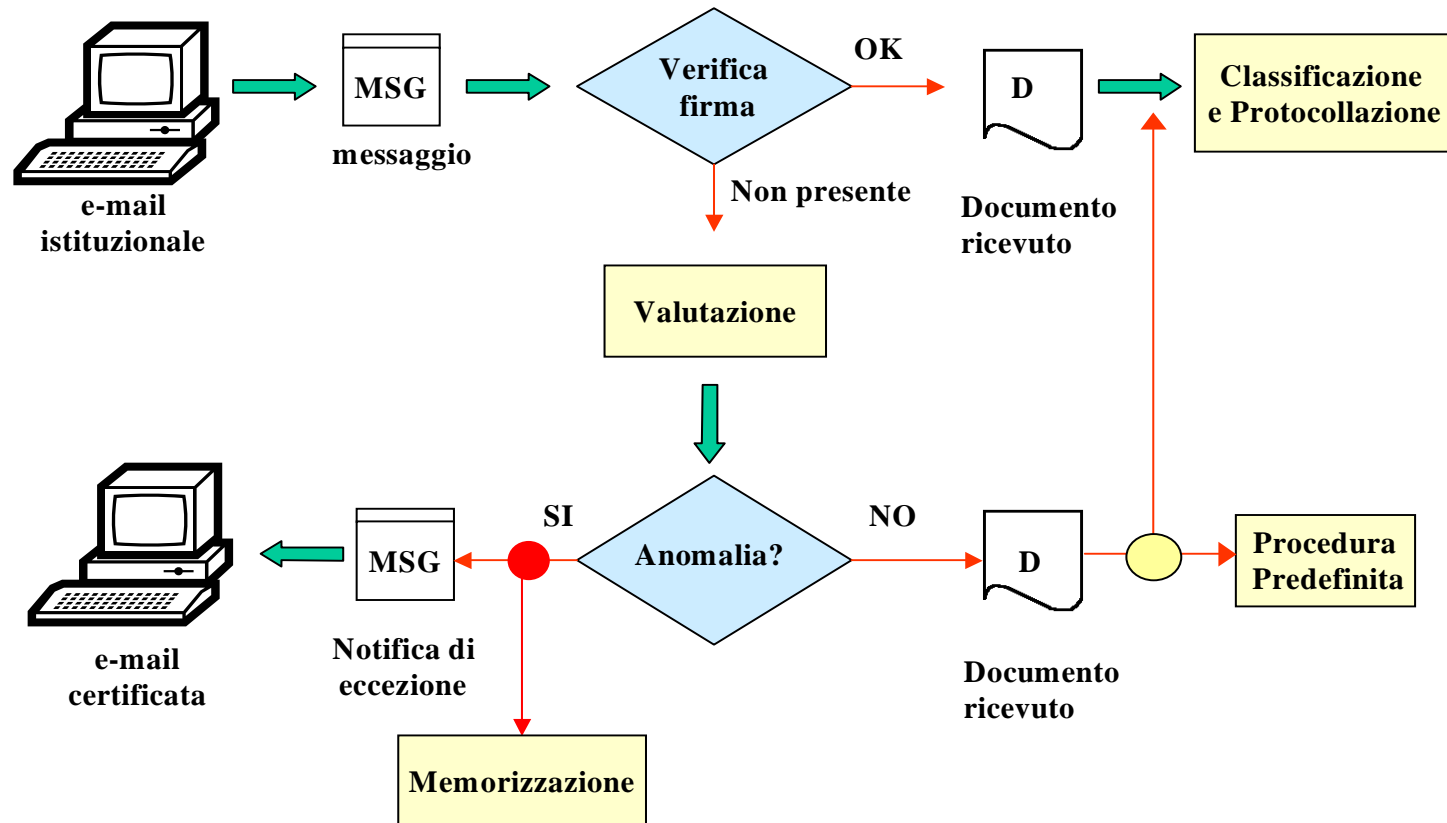 MSG
messaggio
e-mail
istituzionale
Verifica
firma
OK
Non presente
D
Documento
ricevuto
Classificazione
e Protocollazione
Valutazione
Anomalia?
SI
NO
MSG
Notifica di
eccezione
e-mail
certificata
Memorizzazione
D
Documento
ricevuto
Procedura
Predefinita